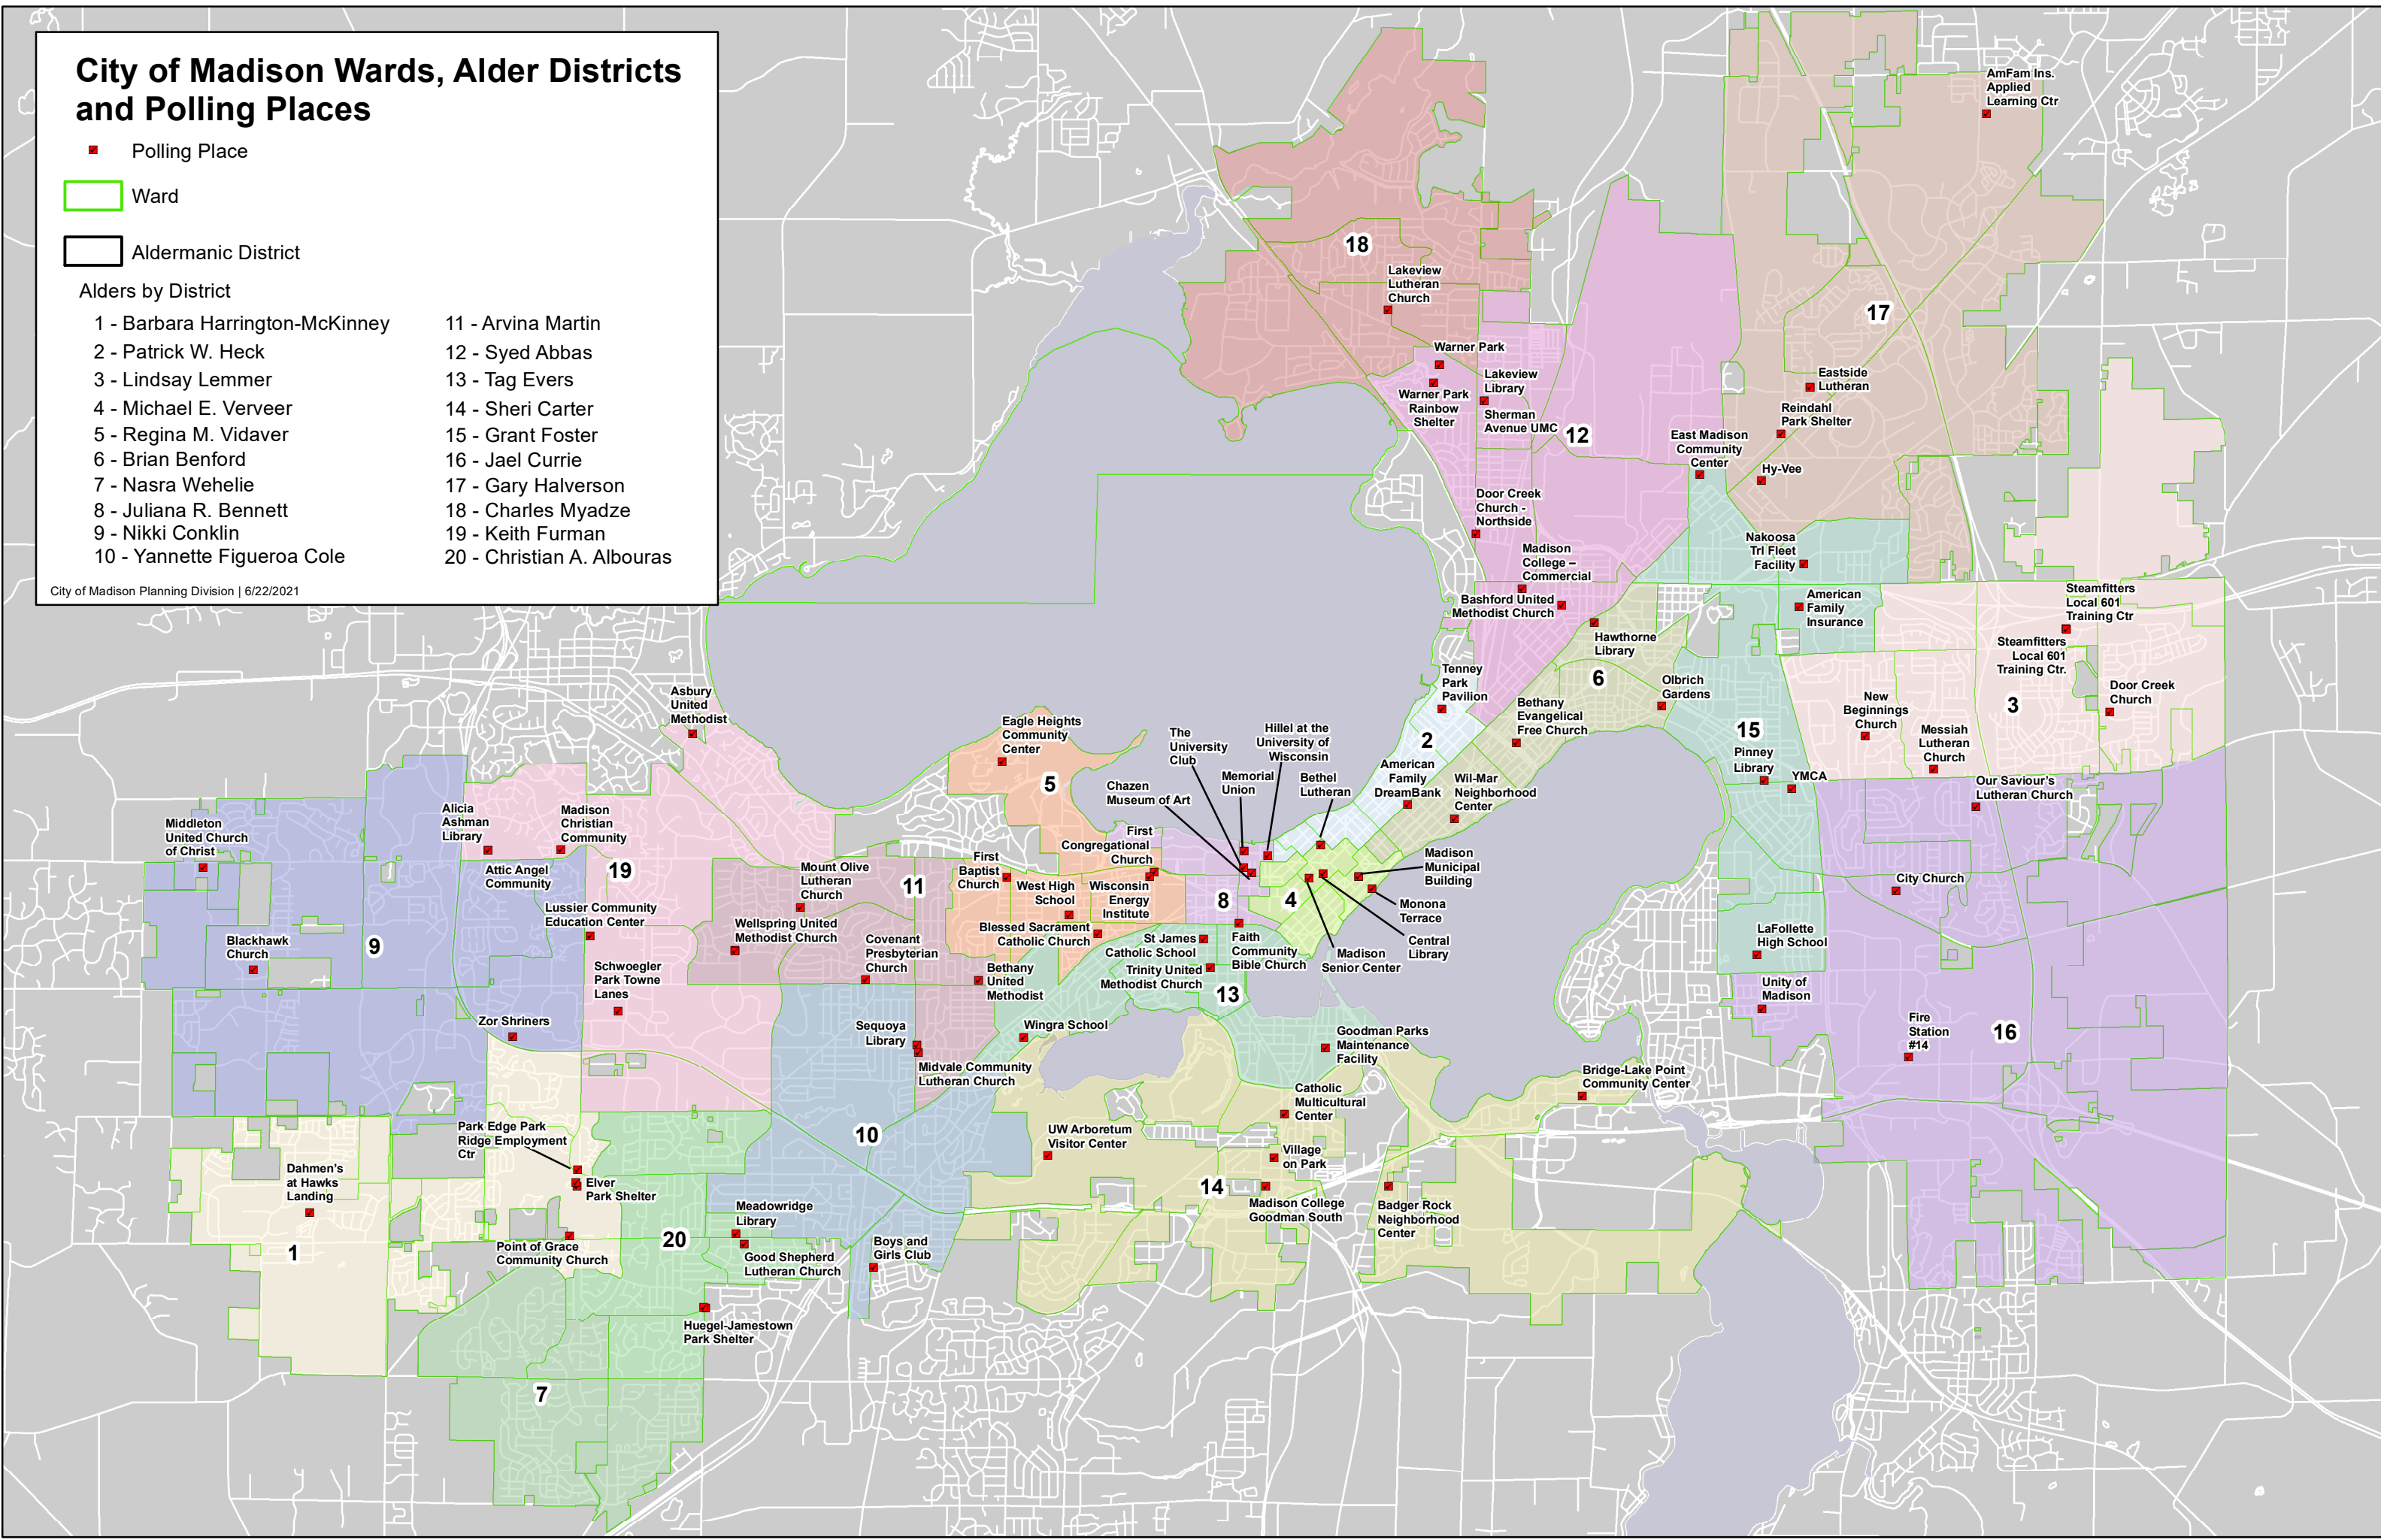 City of Madison Wards, Alder Districts
and Polling Places
Polling Place
Ward
Aldermanic District
Alders by District
1 - Barbara Harrington-McKinney
2 - Patrick W. Heck
3 - Lindsay Lemmer
4 - Michael E. Verveer
5 - Regina M. Vidaver
6 - Brian Benford
7 - Nasra Wehelie
8 - Juliana R. Bennett
9 - Nikki Conklin
10 - Yannette Figueroa Cole
11 - Arvina Martin
12 - Syed Abbas
13 - Tag Evers
14 - Sheri Carter
15 - Grant Foster
16 - Jael Currie
17 - Gary Halverson
18 - Charles Myadze
19 - Keith Furman
20 - Christian A. Albouras
City of Madison Planning Division | 6/22/2021
AmFam Ins.
Applied
Learning Ctr
18
Lakeview
Lutheran
Church
17
Warner Park
Warner Park
Rainbow
Shelter
Lakeview
Library
Sherman
Avenue UMC
12
Eastside
Lutheran
Reindahl
Park Shelter
East Madison
Community
Center
Hy-Vee
Door Creek
Church -
Northside
Nakoosa
Trl Fleet
Facility
Madison
College –
Commercial
Bashford United
Methodist Church
American
Family
Insurance
Steamfitters
Local 601
Training Ctr
Steamfitters
Local 601
Training Ctr.
Hawthorne
Library
6
Tenney
Park
Pavilion
Olbrich
Gardens
Bethany
Evangelical
Free Church
New
Beginnings
Church
3
Door Creek
Church
Messiah
Lutheran
Church
15
Pinney
Library
YMCA
Our Saviour's
Lutheran Church
Asbury
United
Methodist
Eagle Heights
Community
Center
5
The
University
Club
Hillel at the
University of
Wisconsin
2
American
Family
DreamBank
Memorial
Union
Bethel
Lutheran
Wil-Mar
Neighborhood
Center
Chazen
Museum of Art
First
Congregational
Church
Middleton
United Church
of Christ
Alicia
Ashman
Library
Madison
Christian
Community
Attic Angel
Community
19
Mount Olive
Lutheran
Church
11
First
Baptist
Church
West High
School
Wisconsin
Energy
Institute
8
4
Madison
Municipal
Building
Monona
Terrace
Central
Library
Madison
Senior Center
City Church
Lussier Community
Education Center
Wellspring United
Methodist Church
Blessed Sacrament
Catholic Church
St James
Catholic School
Faith
Community
Bible Church
Trinity United
Methodist Church
13
LaFollette
High School
Blackhawk
Church
9
Schwoegler
Park Towne
Lanes
Covenant
Presbyterian
Church
Bethany
United
Methodist
Unity of
Madison
Zor Shriners
Sequoya
Library
Wingra School
Goodman Parks
Maintenance
Facility
Fire
Station
#14
16
Midvale Community
Lutheran Church
Bridge-Lake Point
Community Center
Catholic
Multicultural
Center
10
Park Edge Park
Ridge Employment
Ctr
UW Arboretum
Visitor Center
Village
on Park
Dahmen's
at Hawks
Landing
Elver
Park Shelter
14
Madison College
Goodman South
Badger Rock
Neighborhood
Center
1
Meadowridge
Library
20
Point of Grace
Community Church
Good Shepherd
Lutheran Church
Boys and
Girls Club
Huegel-Jamestown
Park Shelter
7